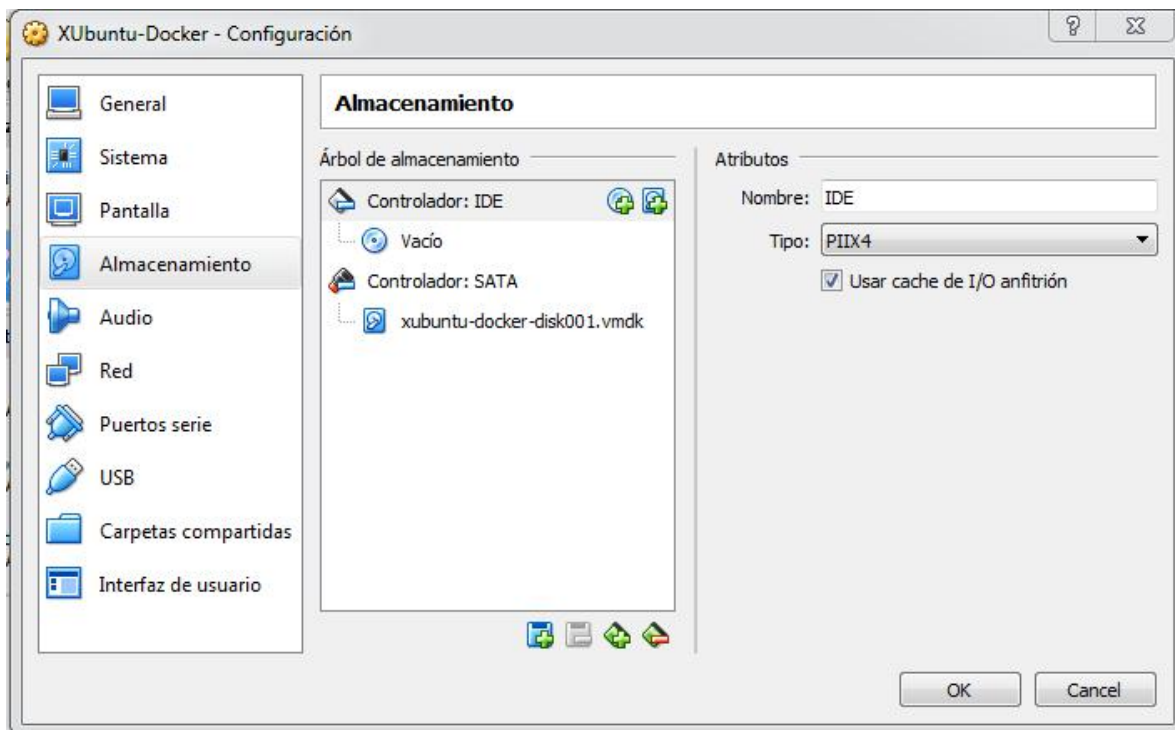 XUbuntu-Docker - Configuración
General
Sistema
Pantalla
Almacenamiento
Audio
Red
Puertos serie
USB
Carpetas compartidas
Interfaz de usuario
Almacenamiento
Árbol de almacenamiento
Controlador: IDE
Vacío
Controlador: SATA
xubuntu-docker-disk001.vmdk
Atributos
Nombre: IDE
Tipo: PIIX4
Usar cache de I/O anfitrión
OK
Cancel